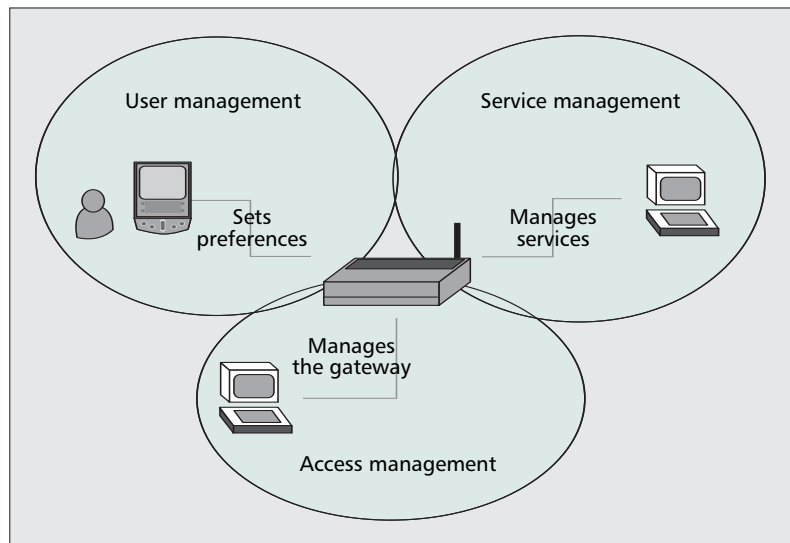 User management
Service management
Sets
preferences
Manages
services
Manages
the gateway
Access management